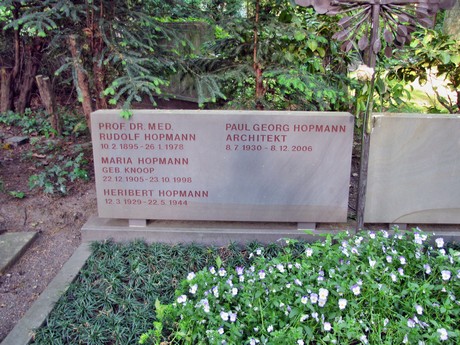 PROF. DR. MED.
RUDOLF HOPMANN
10.2.1895-26.1.1978
MARIA HOPMANN
GEB. KNOOP
22.12.1905-23.10.1998
HERIBERT HOPMANN
12.3.1929-22.5.1944
PAUL GEORG HOPMANN
ARCHITEKT
8.7.1930-8.12.2006